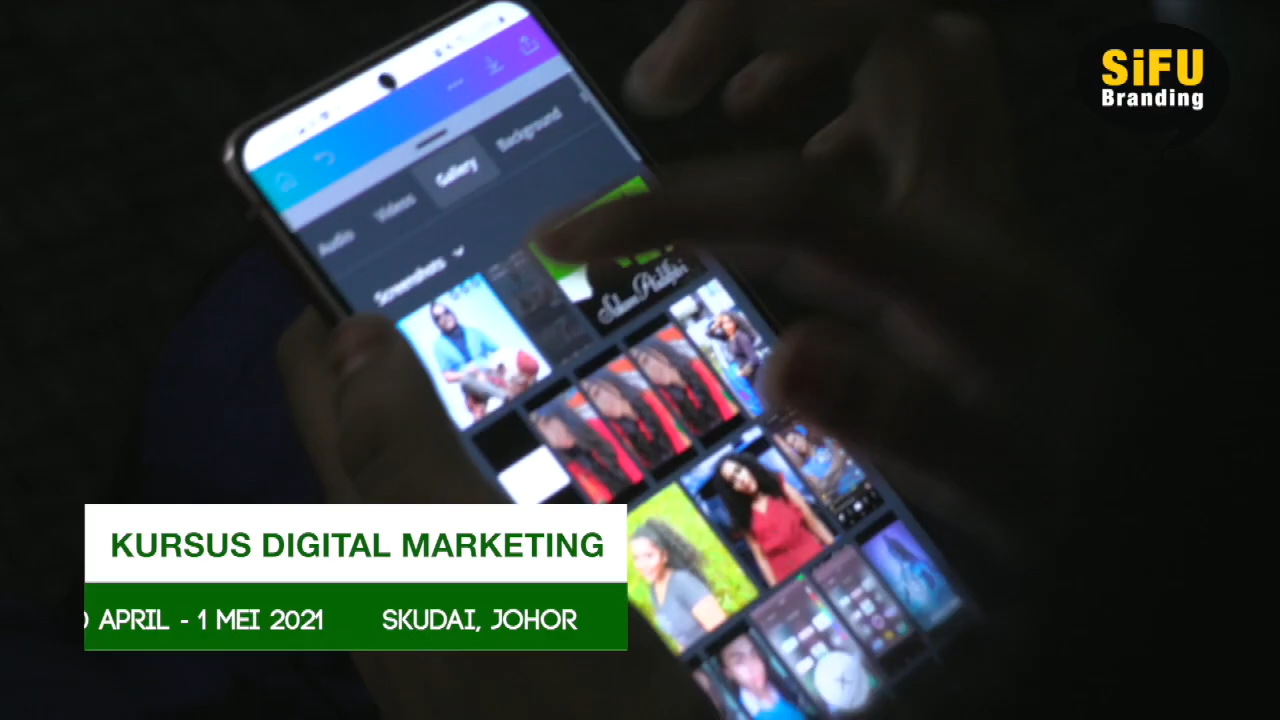 SiFU
Branding
Background
Gallery
Videos
Audio
Screenshots
KURSUS DIGITAL MARKETING
APRIL - 1 MEI 2021 SKUDAI, JOHOR